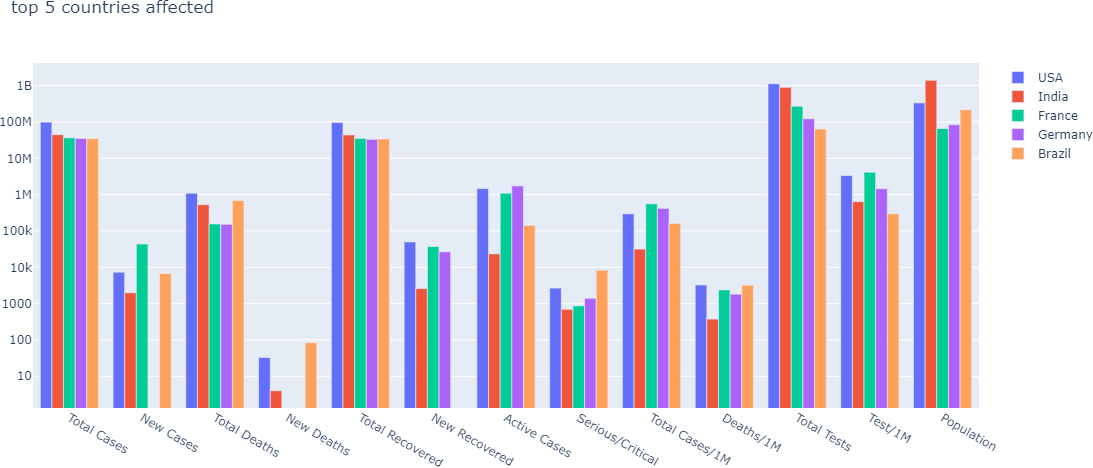 top 5 countries affected
1B
100M
10M
1M
100k
10k
1000
100
10
Total Cases
New Cases
Total Deaths
New Deaths
Total Recovered
New Recovered
Active Cases
Serious/Critical
Total Cases/1M
Deaths/1M
Total Tests
Test/1M
Population
USA
India
France
Germany
Brazil